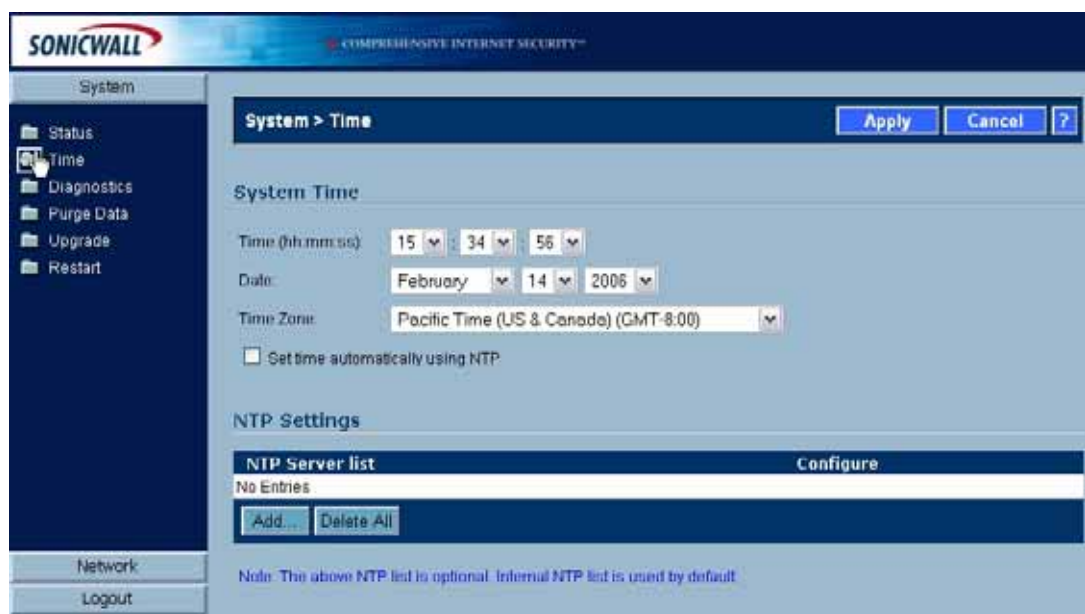 SONICWALL
COMPREHENSIVE INTERNET SECURITY™
System
Status
Time
Diagnostics
Purge Data
Upgrade
Restart
Network
Logout
System > Time
Apply
Cancel
?
System Time
Time (hh:mm:ss):
15 : 34 : 56
Date:
February 14 2006
Time Zone:
Pacific Time (US & Canada) (GMT-8:00)
Set time automatically using NTP
NTP Settings
NTP Server list Configure
No Entries
Add... Delete All
Note: The above NTP list is optional. Internal NTP list is used by default.